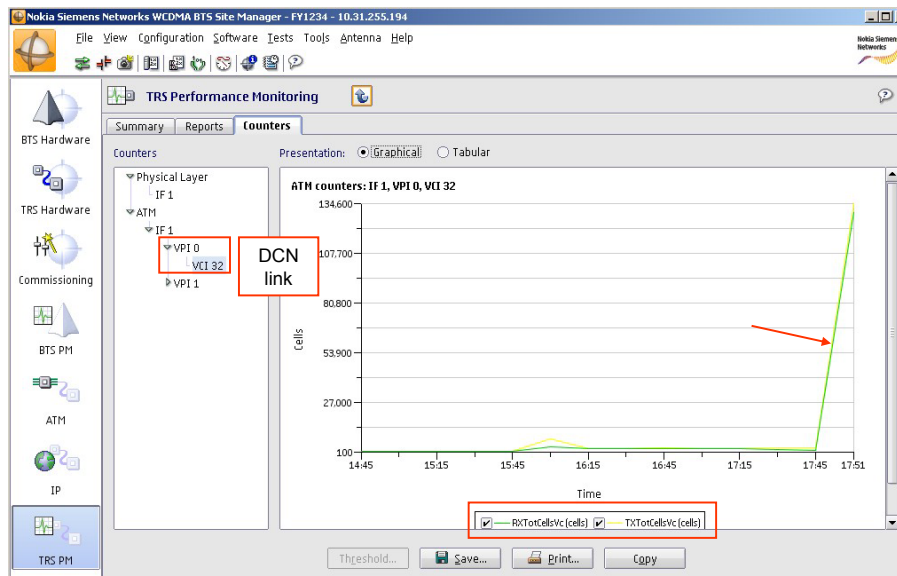 Nokia Siemens Networks WCDMA BTS Site Manager - FY1234 - 10.31.255.194
File View Configuration Software Tests Tools Antenna Help
Nokia Siemens
Networks
TRS Performance Monitoring
Summary Reports Counters
Counters
Presentation: Graphical Tabular
BTS Hardware
TRS Hardware
Commissioning
BTS PM
ATM
IP
TRS PM
Physical Layer
IF 1
ATM
IF 1
VPI 0
VCI 32
VPI 1
DCN
link
ATM counters: IF 1, VPI 0, VCI 32
134,600
107,700
80,800
53,900
27,000
100
Cells
14:45 15:15 15:45 16:15 16:45 17:15 17:45 17:51
Time
RXTotCellsVc (cells) TXTotCellsVc (cells)
Threshold... Save... Print... Copy